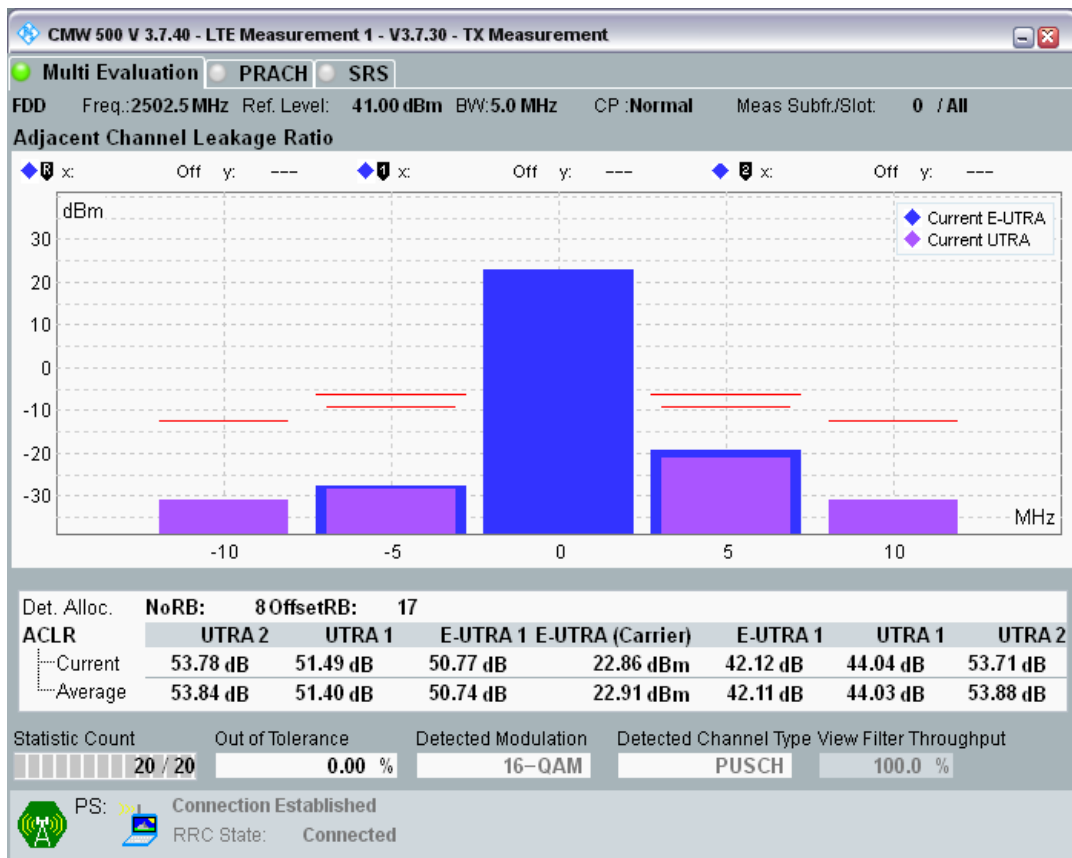 CMW 500 V 3.7.40 - LTE Measurement 1 - V3.7.30 - TX Measurement
Multi Evaluation PRACH SRS
FDD Freq.:2502.5 MHz Ref. Level: 41.00 dBm BW:5.0 MHz CP :Normal Meas Subfr./Slot: 0 / All
Adjacent Channel Leakage Ratio
R x: Off y: --- 1 x: Off y: --- 2 x: Off y: ---
dBm
Current E-UTRA
Current UTRA
30
20
10
0
-10
-20
-30
MHz
-10 -5 0 5 10
Det. Alloc. NoRB: 8 OffsetRB: 17
ACLR UTRA 2 UTRA 1 E-UTRA 1 E-UTRA (Carrier) E-UTRA 1 UTRA 1 UTRA 2
Current 53.78 dB 51.49 dB 50.77 dB 22.86 dBm 42.12 dB 44.04 dB 53.71 dB
Average 53.84 dB 51.40 dB 50.74 dB 22.91 dBm 42.11 dB 44.03 dB 53.88 dB
Statistic Count Out of Tolerance Detected Modulation Detected Channel Type View Filter Throughput
20 / 20 0.00 % 16-QAM PUSCH 100.0 %
PS: Connection Established
RRC State: Connected